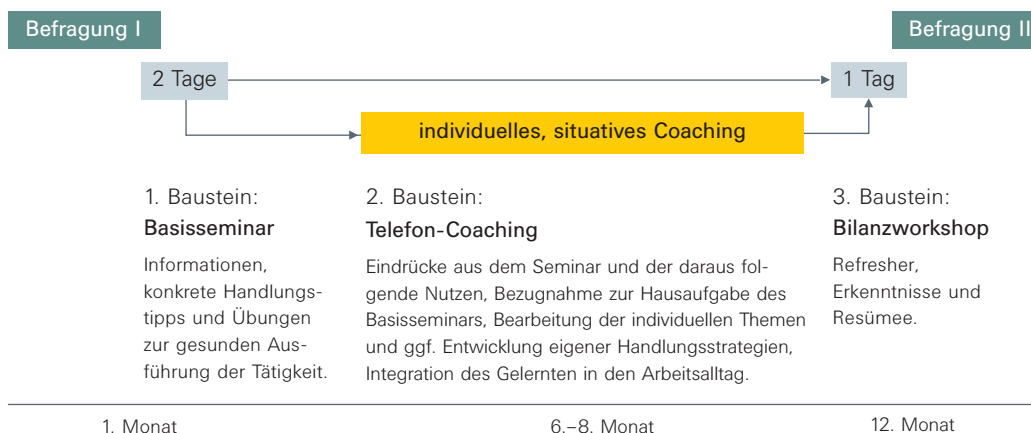 Befragung I
Befragung II
2 Tage
1 Tag
individuelles, situatives Coaching
1. Baustein:
Basisseminar
Informationen,
konkrete Handlungs-
tipps und Übungen
zur gesunden Aus-
führung der Tätigkeit.
2. Baustein:
Telefon-Coaching
Eindrücke aus dem Seminar und der daraus fol-
gende Nutzen, Bezugnahme zur Hausaufgabe des
Basisseminars, Bearbeitung der individuellen Themen
und ggf. Entwicklung eigener Handlungsstrategien,
Integration des Gelernten in den Arbeitsalltag.
3. Baustein:
Bilanzworkshop
Refresher,
Erkenntnisse und
Resümee.
1. Monat
6.–8. Monat
12. Monat